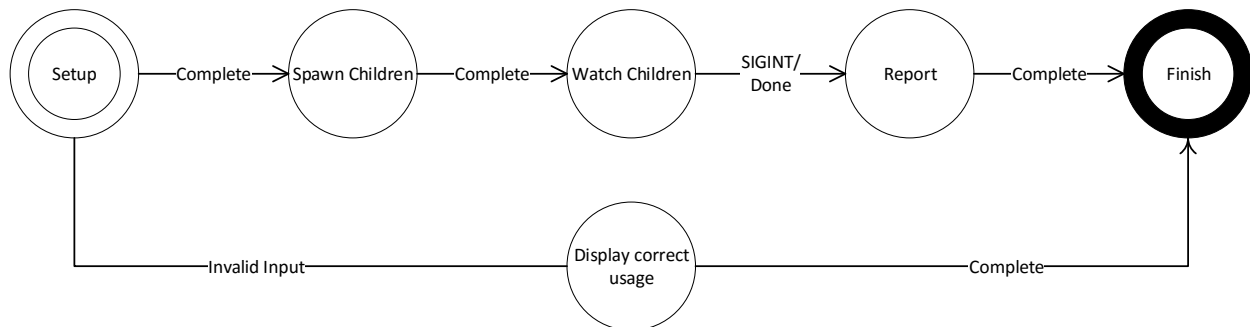 Setup
Complete
Spawn Children
Complete
Watch Children
SIGINT/
Done
Report
Complete
Finish
Invalid Input
Display correct
usage
Complete